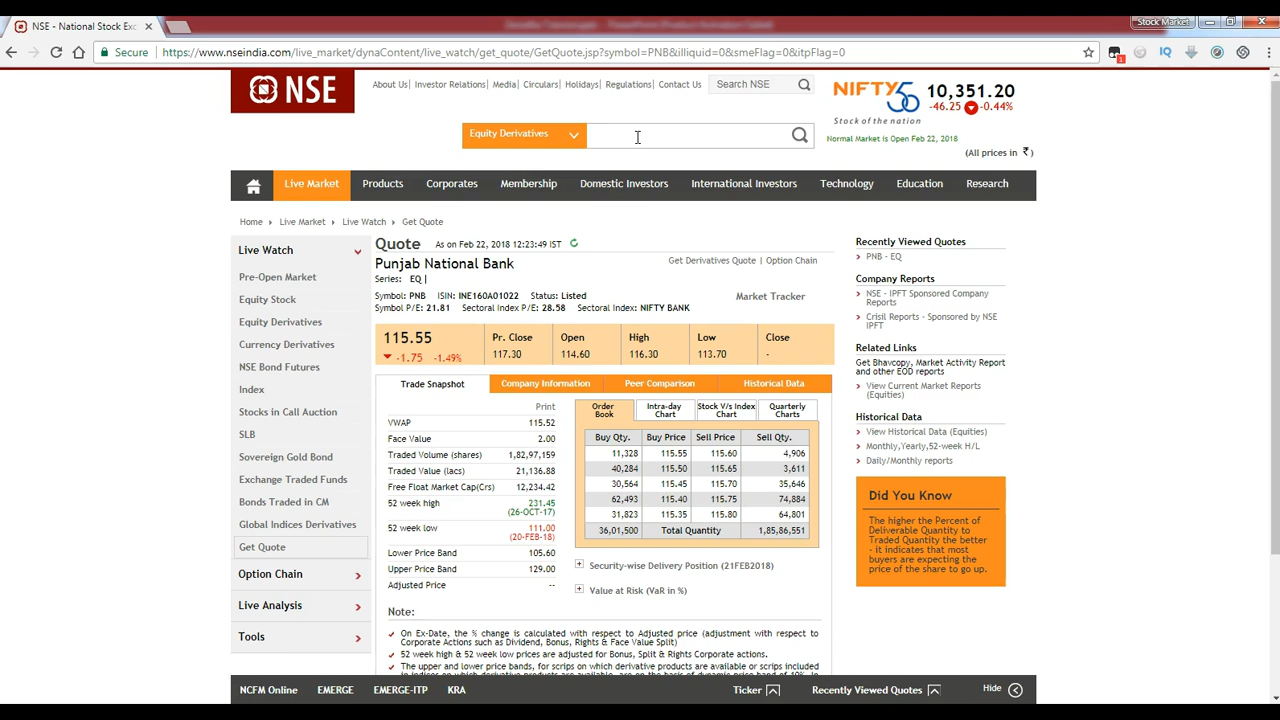 NSE - National Stock Exc
Stock Market
Secure
https://www.nseindia.com/live_market/dynaContent/live_watch/get_quote/GetQuote.jsp?symbol=PNB&illiquid=0&smeFlag=0&itpFlag=0
1
IQ
NSE
About Us| Investor Relations| Media| Circulars| Holidays| Regulations| Contact Us
Search NSE
NIFTY 50
Stock of the nation
10,351.20
-46.25 -0.44%
Equity Derivatives
Normal Market is Open Feb 22, 2018
(All prices in ₹)
Live Market Products Corporates Membership Domestic Investors International Investors Technology Education Research
Home Live Market Live Watch Get Quote
Live Watch
Pre-Open Market
Equity Stock
Equity Derivatives
Currency Derivatives
NSE Bond Futures
Index
Stocks in Call Auction
SLB
Sovereign Gold Bond
Exchange Traded Funds
Bonds Traded in CM
Global Indices Derivatives
Get Quote
Option Chain
Live Analysis
Tools
Quote As on Feb 22, 2018 12:23:49 IST
Punjab National Bank
Get Derivatives Quote | Option Chain
Series: EQ |
Symbol: PNB ISIN: INE160A01022 Status: Listed
Market Tracker
Symbol P/E: 21.81 Sectoral Index P/E: 28.58 Sectoral Index: NIFTY BANK
115.55 Pr. Close Open High Low Close
-1.75 -1.49% 117.30 114.60 116.30 113.70 -
Trade Snapshot Company Information Peer Comparison Historical Data
Print
VWAP 115.52
Face Value 2.00
Traded Volume (shares) 1,82,97,159
Traded Value (lacs) 21,136.88
Free Float Market Cap(Crs) 12,234.42
52 week high 231.45
(26-OCT-17)
52 week low 111.00
(20-FEB-18)
Lower Price Band 105.60
Upper Price Band 129.00
Adjusted Price --
Order Book
Intra-day Chart
Stock V/s Index Chart
Quarterly Charts
Buy Qty. Buy Price Sell Price Sell Qty.
11,328 115.55 115.60 4,906
40,284 115.50 115.65 3,611
30,564 115.45 115.70 35,646
62,493 115.40 115.75 74,884
31,823 115.35 115.80 64,801
36,01,500 Total Quantity 1,85,86,551
Security-wise Delivery Position (21FEB2018)
Value at Risk (VaR in %)
Note:
On Ex-Date, the % change is calculated with respect to Adjusted price (adjustment with respect to
Corporate Actions such as Dividend, Bonus, Rights & Face Value Split)
52 week high & 52 week low prices are adjusted for Bonus, Split & Rights Corporate actions.
The upper and lower price bands, for scrips on which derivative products are available or scrips included
Recently Viewed Quotes
PNB - EQ
Company Reports
NSE - IPFT Sponsored Company
Reports
Crisil Reports - Sponsored by NSE
IPFT
Related Links
Get Bhavcopy, Market Activity Report
and other EOD reports
View Current Market Reports
(Equities)
Historical Data
View Historical Data (Equities)
Monthly,Yearly,52-week H/L
Daily/Monthly reports
Did You Know
The higher the Percent of
Deliverable Quantity to
Traded Quantity the better
- it indicates that most
buyers are expecting the
price of the share to go up.
NCFM Online EMERGE EMERGE-ITP KRA Ticker Recently Viewed Quotes Hide